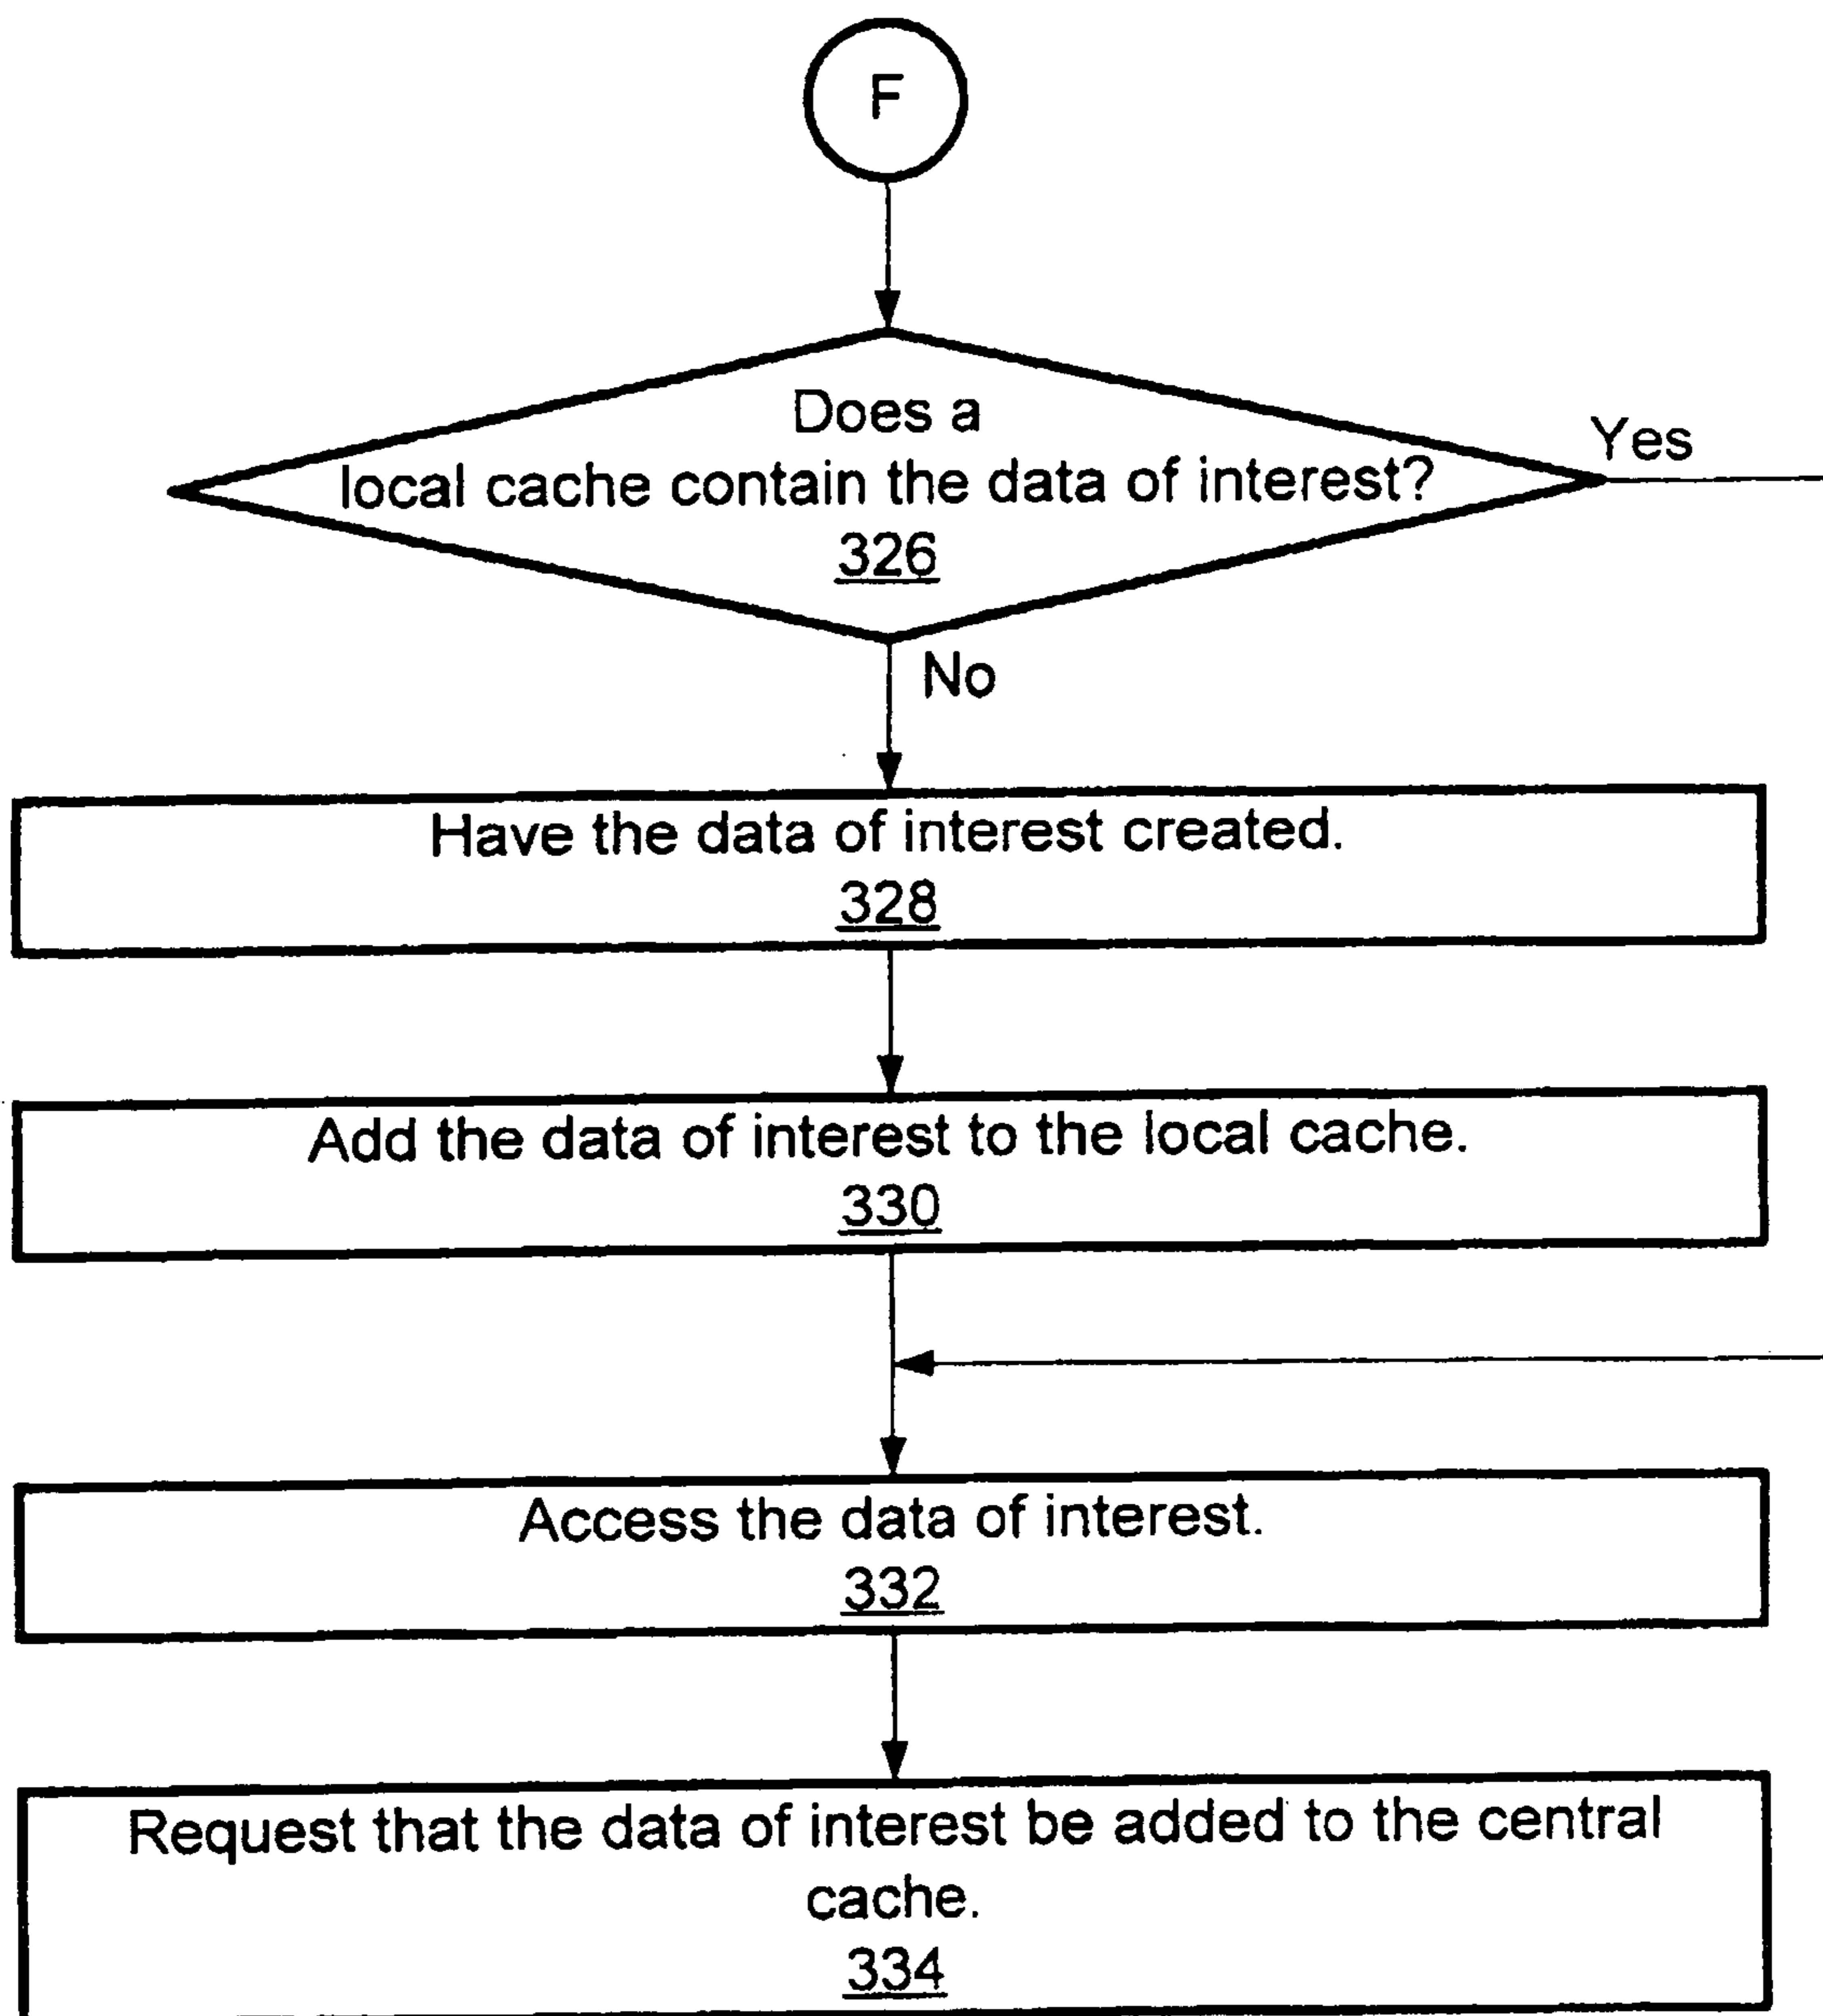 F
Does a
local cache contain the data of interest?
326
Yes
No
Have the data of interest created.
328
Add the data of interest to the local cache.
330
Access the data of interest.
332
Request that the data of interest be added to the central
cache.
334